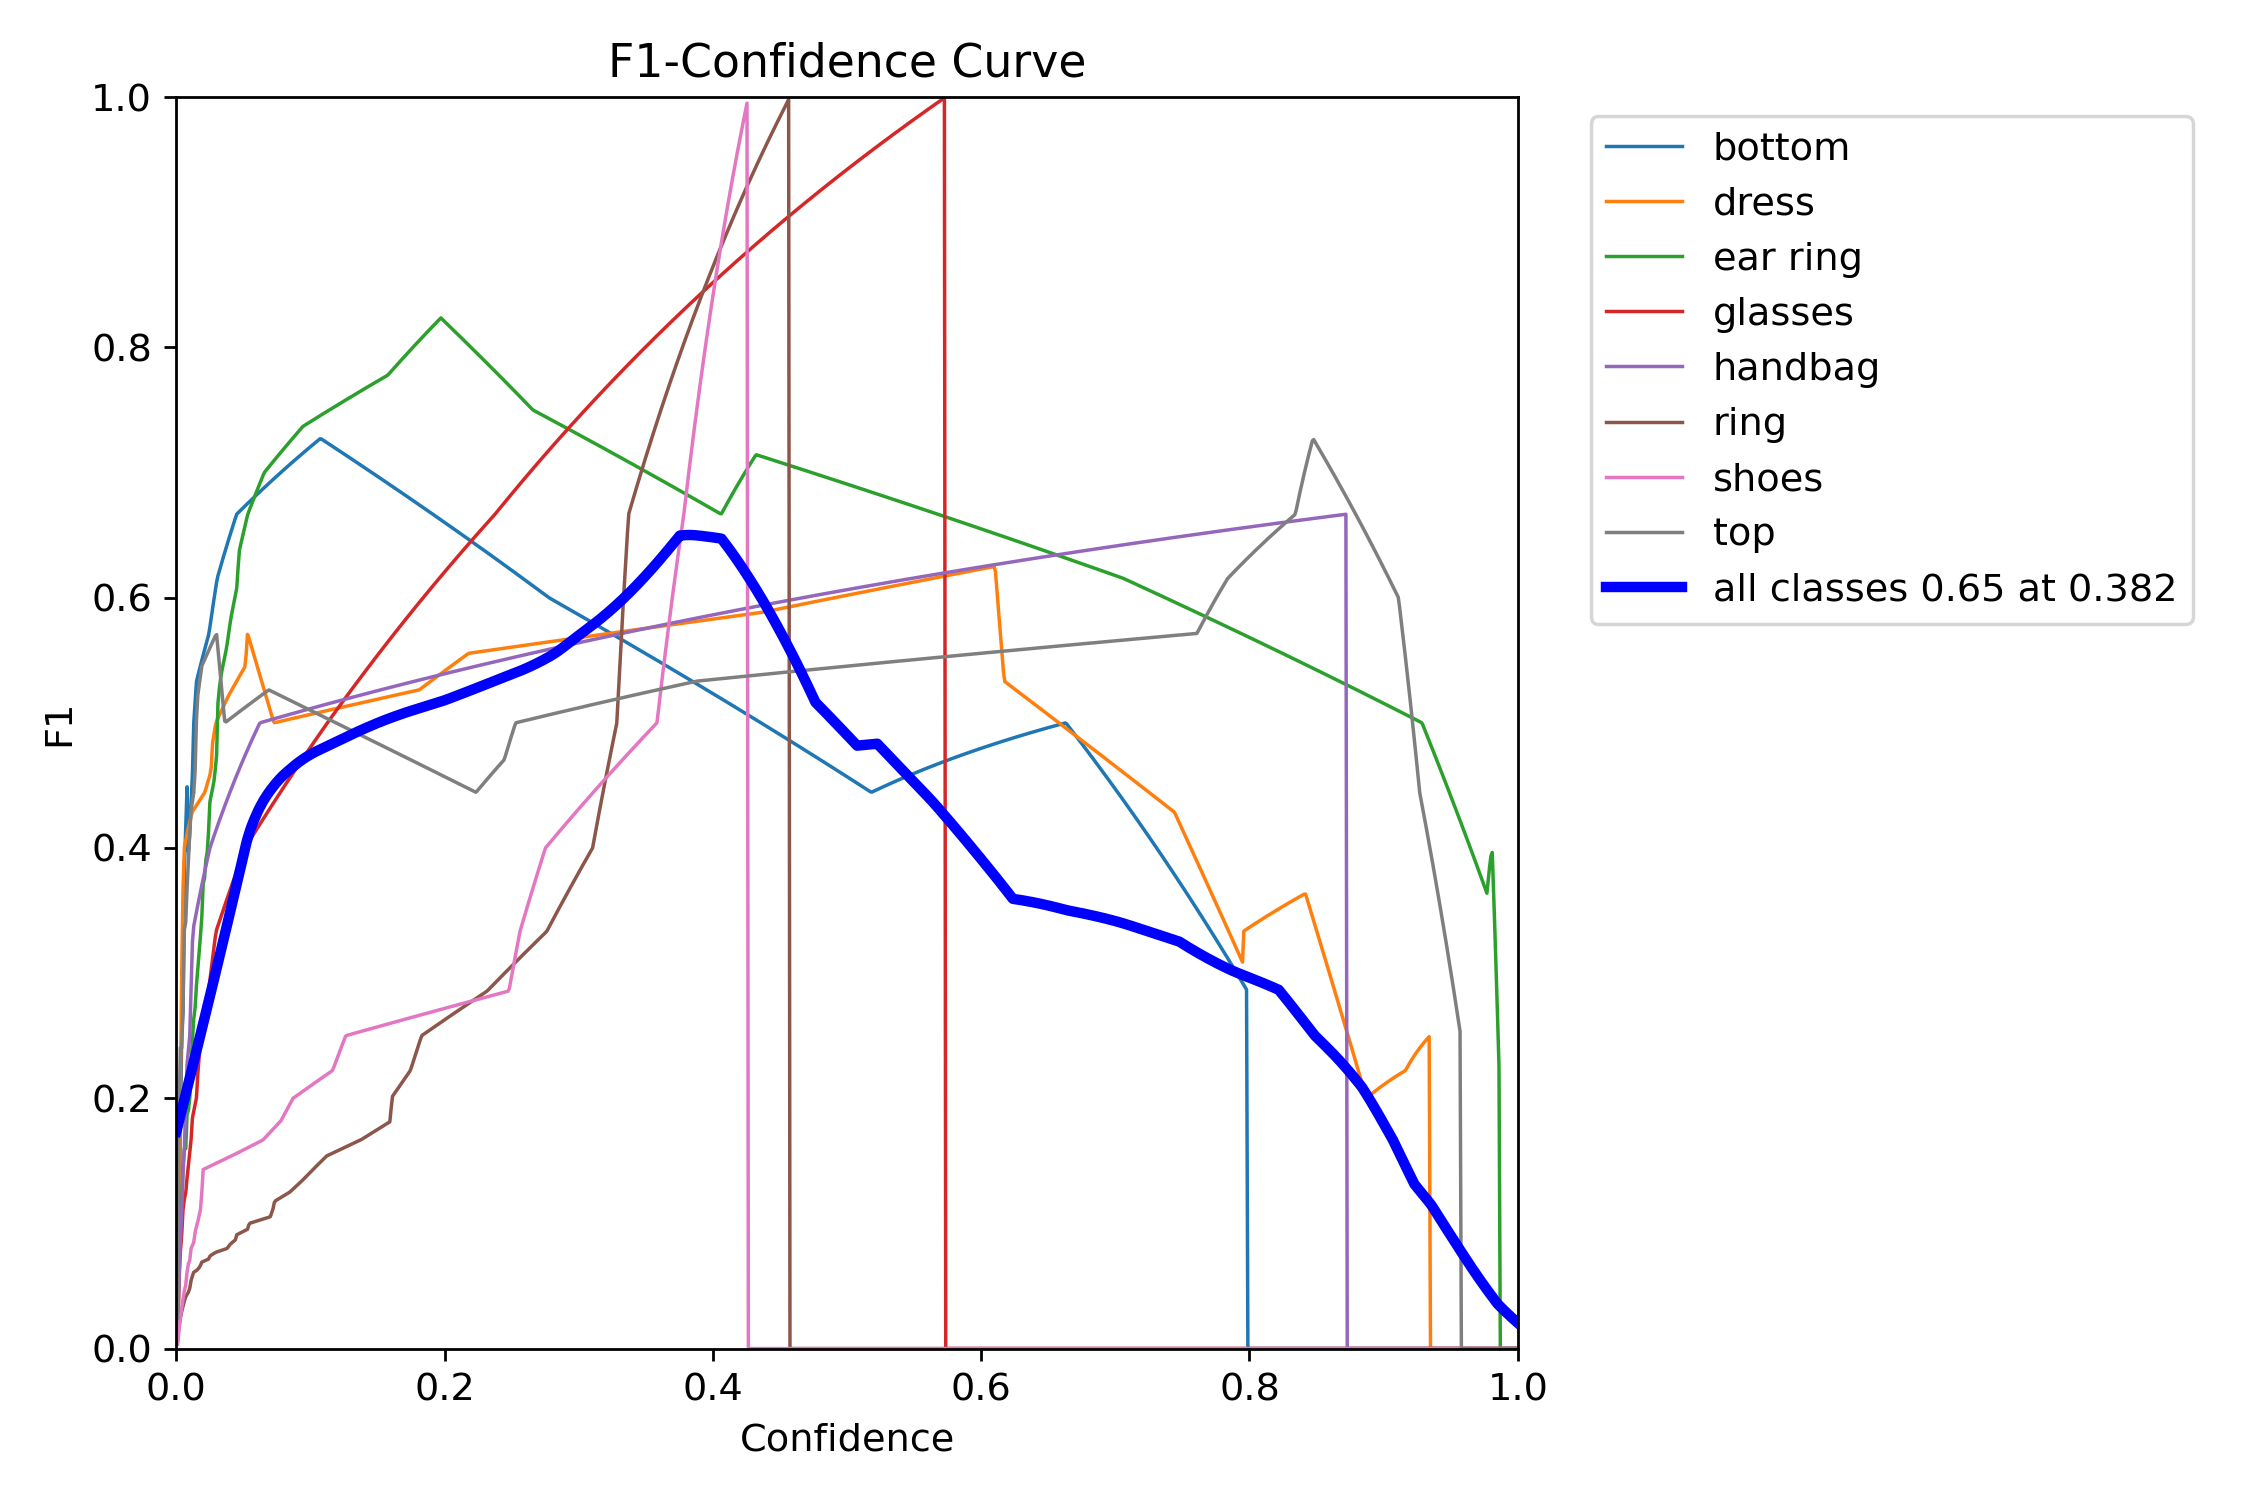 F1-Confidence Curve
1.0
0.8
0.6
0.4
0.2
0.0
F1
0.0 0.2 0.4 0.6 0.8 1.0
Confidence
bottom
dress
ear ring
glasses
handbag
ring
shoes
top
all classes 0.65 at 0.382